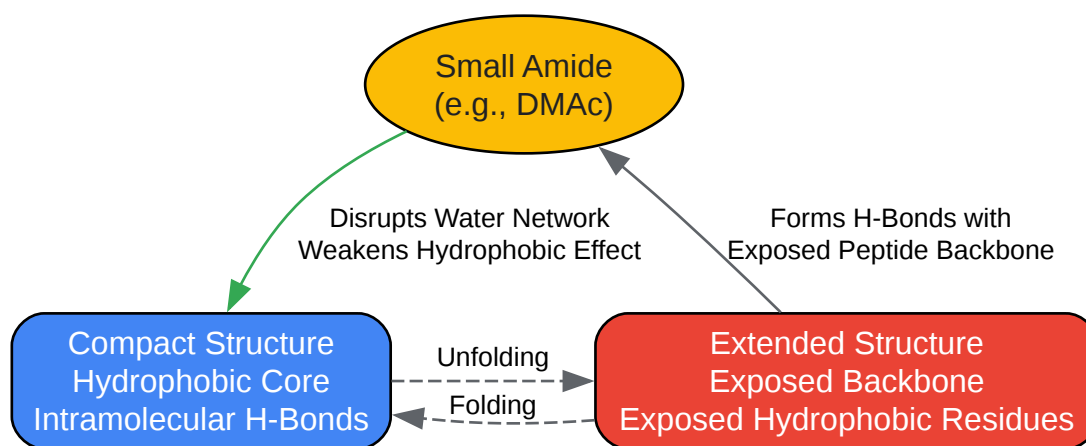 Small Amide
(e.g., DMAc)
Disrupts Water Network
Weakens Hydrophobic Effect
Forms H-Bonds with
Exposed Peptide Backbone
Compact Structure
Hydrophobic Core
Intramolecular H-Bonds
Unfolding
Folding
Extended Structure
Exposed Backbone
Exposed Hydrophobic Residues